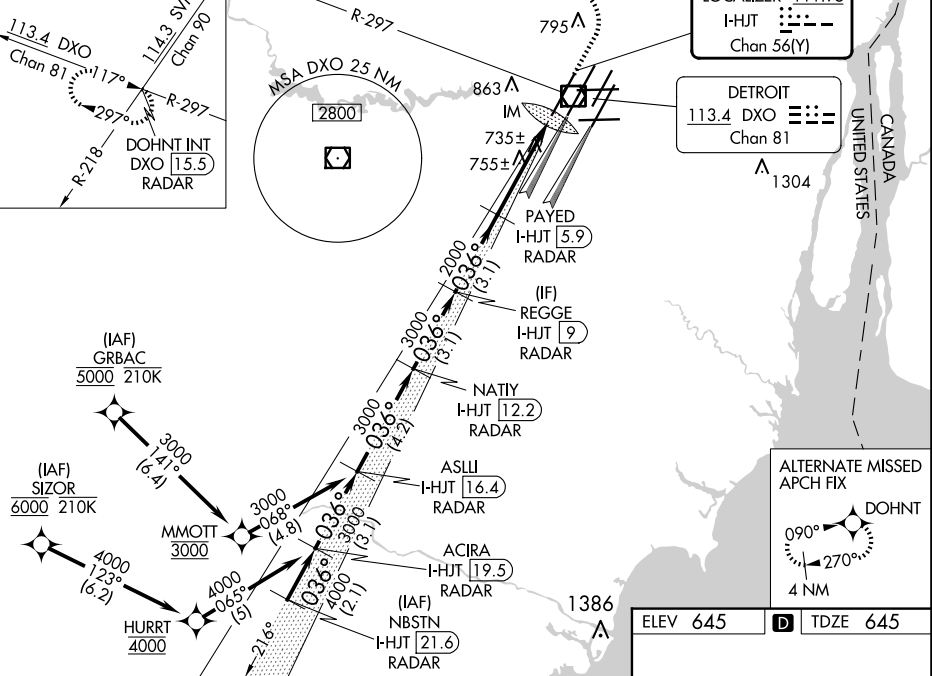 113.4 DXO
Chan 81
114.3 SV
Chan 90
117°
297°
R-297
R-218
DOHNT INT
DXO 15.5
RADAR
R-297
MSA DXO 25 NM
2800
795
863
IM
735±
755±
I-HJT
Chan 56(Y)
DETROIT
113.4 DXO
Chan 81
1304
CANADA
UNITED STATES
PAYED
I-HJT 5.9
RADAR
2000
036°
(3.1)
(IF)
REGGE
I-HJT 9
RADAR
3000
036°
(3.1)
NATIY
I-HJT 12.2
RADAR
3000
036°
(4.2)
ASLLI
I-HJT 16.4
RADAR
036°
3000
(3.1)
ACIRA
I-HJT 19.5
RADAR
036°
4000
(2.1)
(IAF)
NBSTN
I-HJT 21.6
RADAR
216°
(IAF)
GRBAC
5000 210K
3000
141°
(6.4)
(IAF)
SIZOR
6000 210K
4000
123°
(6.2)
MMOTT
3000
3000
068°
(4.8)
HURRT
4000
4000
065°
(5)
1386
ALTERNATE MISSED
APCH FIX
DOHNT
090°
270°
4 NM
ELEV 645 D TDZE 645